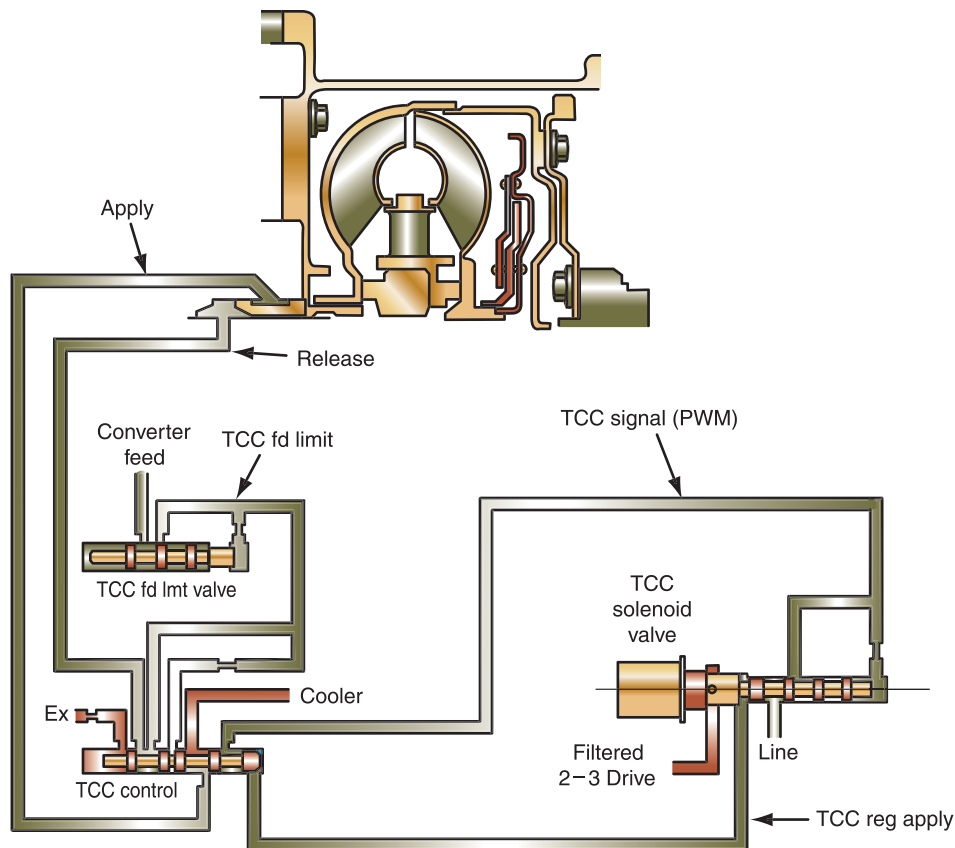 Apply
Release
Converter
feed
TCC fd limit
TCC signal (PWM)
TCC fd lmt valve
TCC
solenoid
valve
Cooler
Ex
Filtered
2–3 Drive
Line
TCC control
TCC reg apply